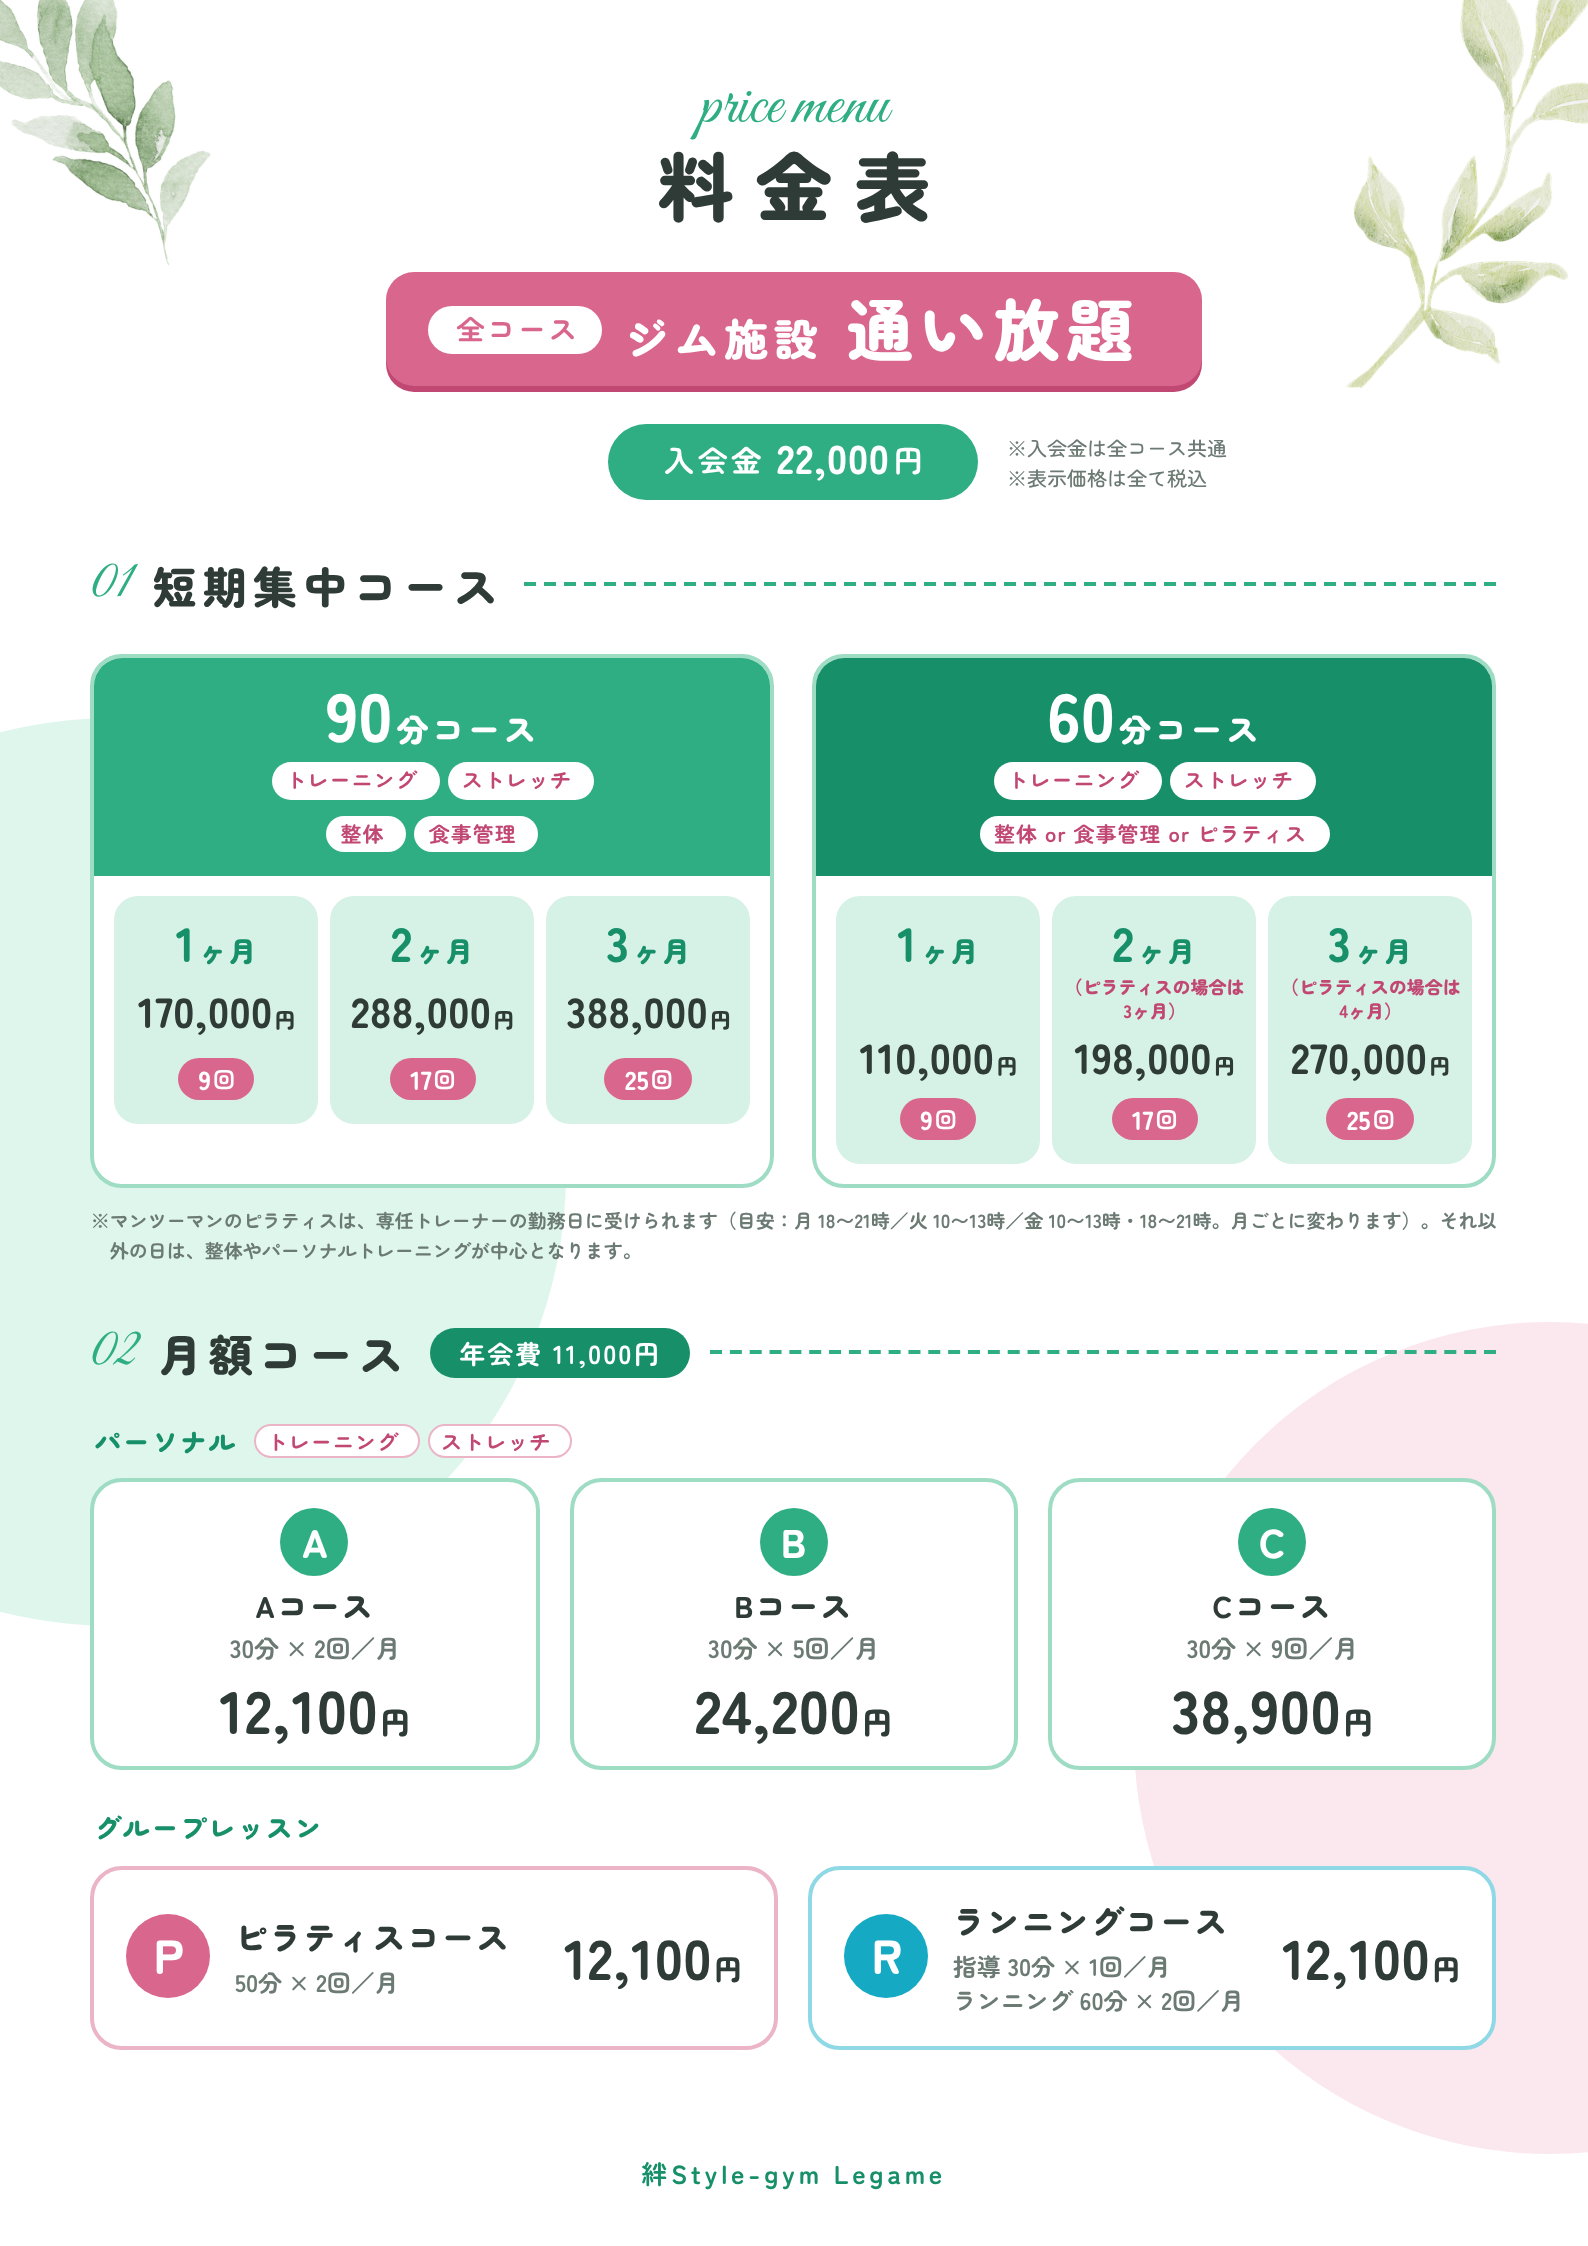 price menu
料金表
全コース ジム施設 通い放題
入会金 22,000円
※入会金は全コース共通
※表示価格は全て税込
01 短期集中コース
90分コース
トレーニング ストレッチ
整体 食事管理
1ヶ月
170,000円
9回
2ヶ月
288,000円
17回
3ヶ月
388,000円
25回
60分コース
トレーニング ストレッチ
整体 or 食事管理 or ピラティス
1ヶ月
110,000円
9回
2ヶ月
（ピラティスの場合は
3ヶ月）
198,000円
17回
3ヶ月
（ピラティスの場合は
4ヶ月）
270,000円
25回
※マンツーマンのピラティスは、専任トレーナーの勤務日に受けられます（目安：月 18〜21時／火 10〜13時／金 10〜13時・18〜21時。月ごとに変わります）。それ以
外の日は、整体やパーソナルトレーニングが中心となります。
02 月額コース 年会費 11,000円
パーソナル トレーニング ストレッチ
A
Aコース
30分 × 2回／月
12,100円
B
Bコース
30分 × 5回／月
24,200円
C
Cコース
30分 × 9回／月
38,900円
グループレッスン
P
ピラティスコース
50分 × 2回／月
12,100円
R
ランニングコース
指導 30分 × 1回／月
ランニング 60分 × 2回／月
12,100円
絆Style-gym Legame